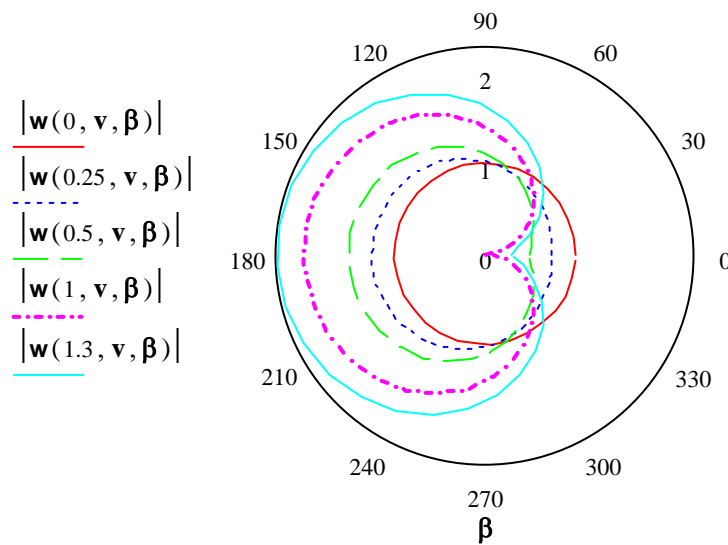 |w(0, v, β)|
|w(0.25, v, β)|
|w(0.5, v, β)|
|w(1, v, β)|
|w(1.3, v, β)|
90
120
60
2
150
30
1
180
0
0
210
330
240
300
270
β